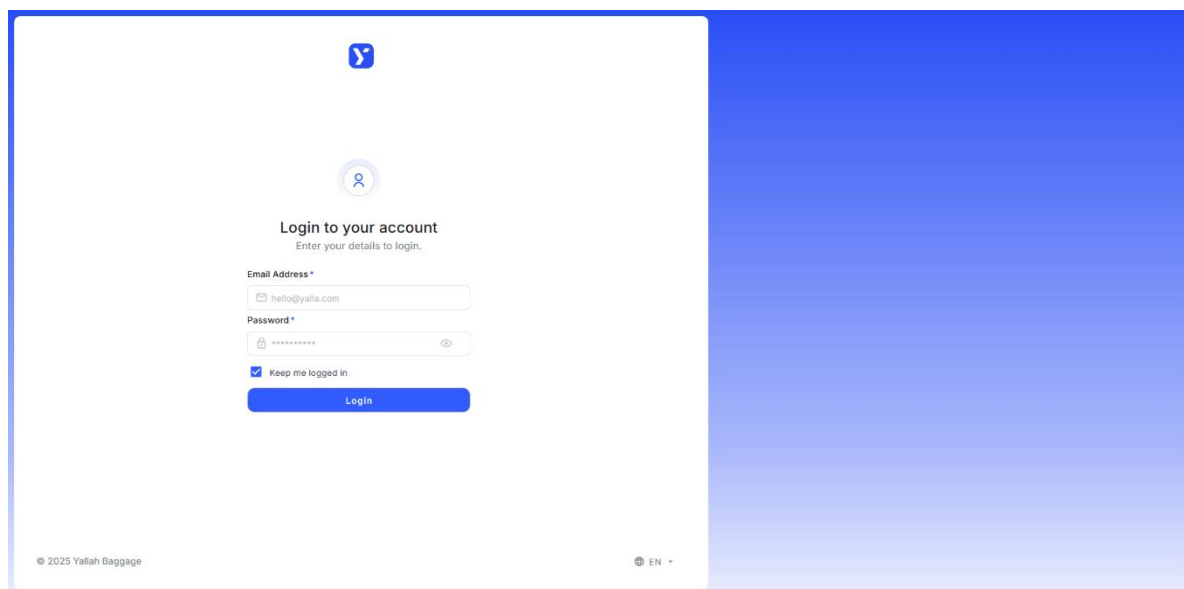 Login to your account
Enter your details to login.
Email Address *
hello@yalla.com
Password *
**********
Keep me logged in
Login
© 2025 Yallah Baggage
EN